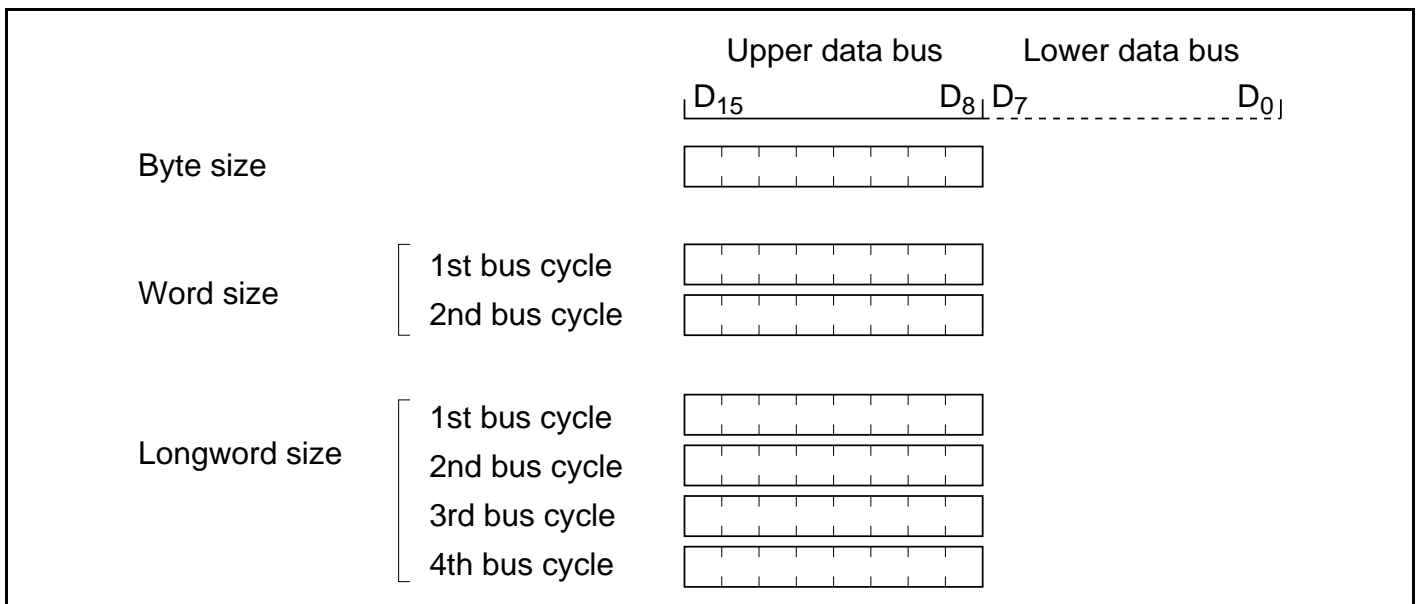 Upper data bus Lower data bus
D15 D8 D7 D0
Byte size
Word size
1st bus cycle
2nd bus cycle
Longword size
1st bus cycle
2nd bus cycle
3rd bus cycle
4th bus cycle